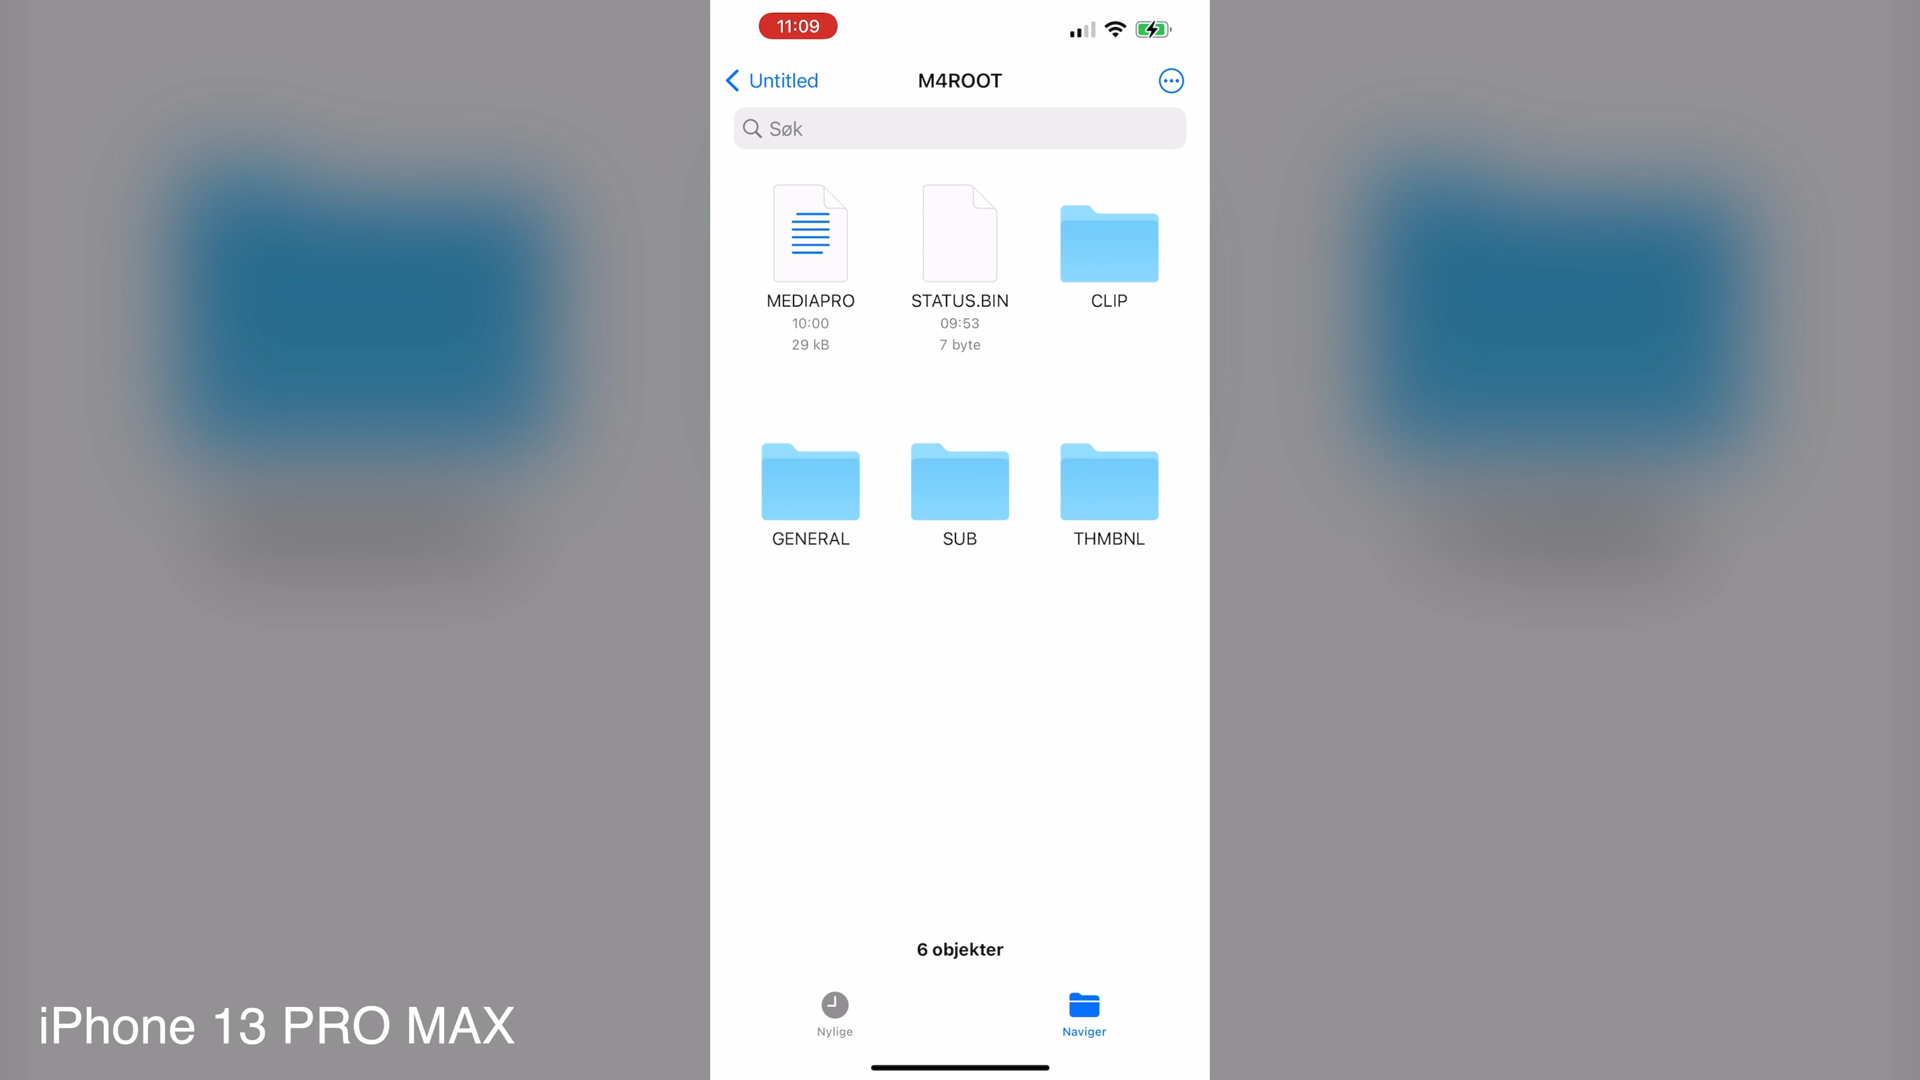 11:09
Untitled
M4ROOT
Søk
MEDIAPRO
10:00
29 kB
STATUS.BIN
09:53
7 byte
CLIP
GENERAL
SUB
THMBNL
6 objekter
Nylige
Naviger
iPhone 13 PRO MAX